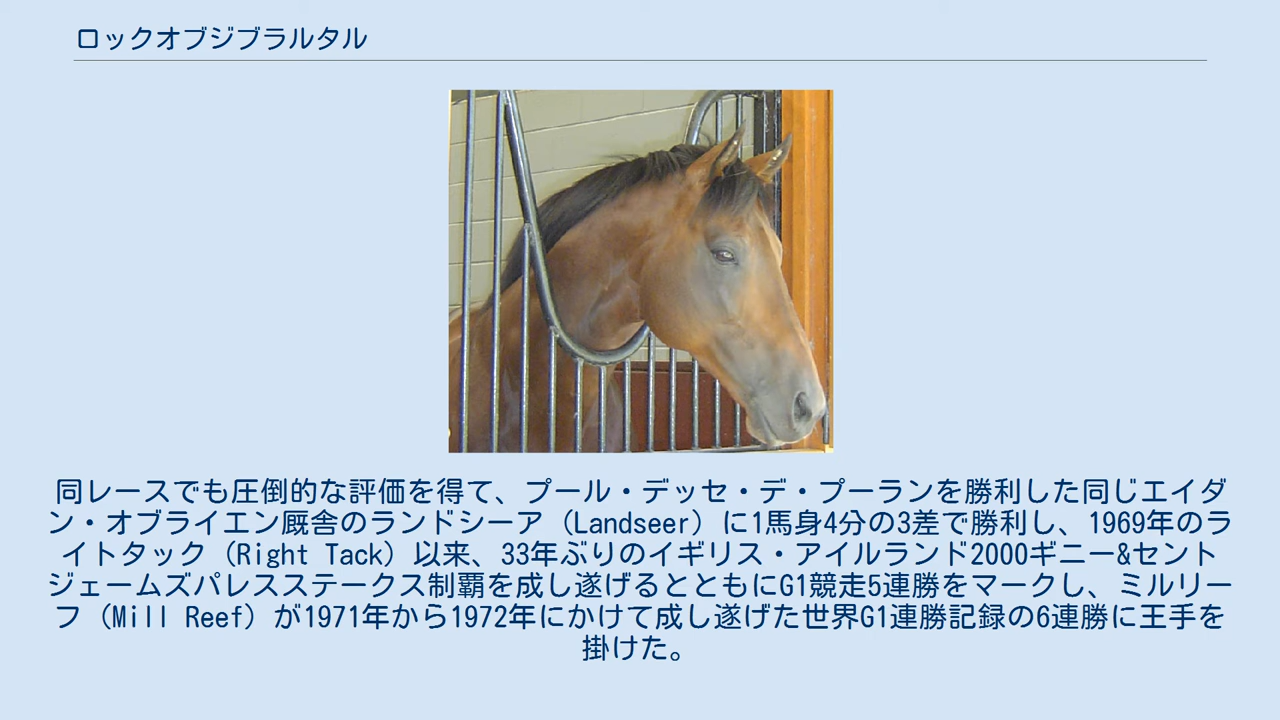 ロックオブジブラルタル
同レースでも圧倒的な評価を得て、プール・デッセ・デ・プーランを勝利した同じエイダ
ン・オブライエン厩舎のランドシーア（Landseer）に1馬身4分の3差で勝利し、1969年のラ
イトタック（Right Tack）以来、33年ぶりのイギリス・アイルランド2000ギニー&セント
ジェームズパレスステークス制覇を成し遂げるとともにG1競走5連勝をマークし、ミルリー
フ（Mill Reef）が1971年から1972年にかけて成し遂げた世界G1連勝記録の6連勝に王手を
掛けた。